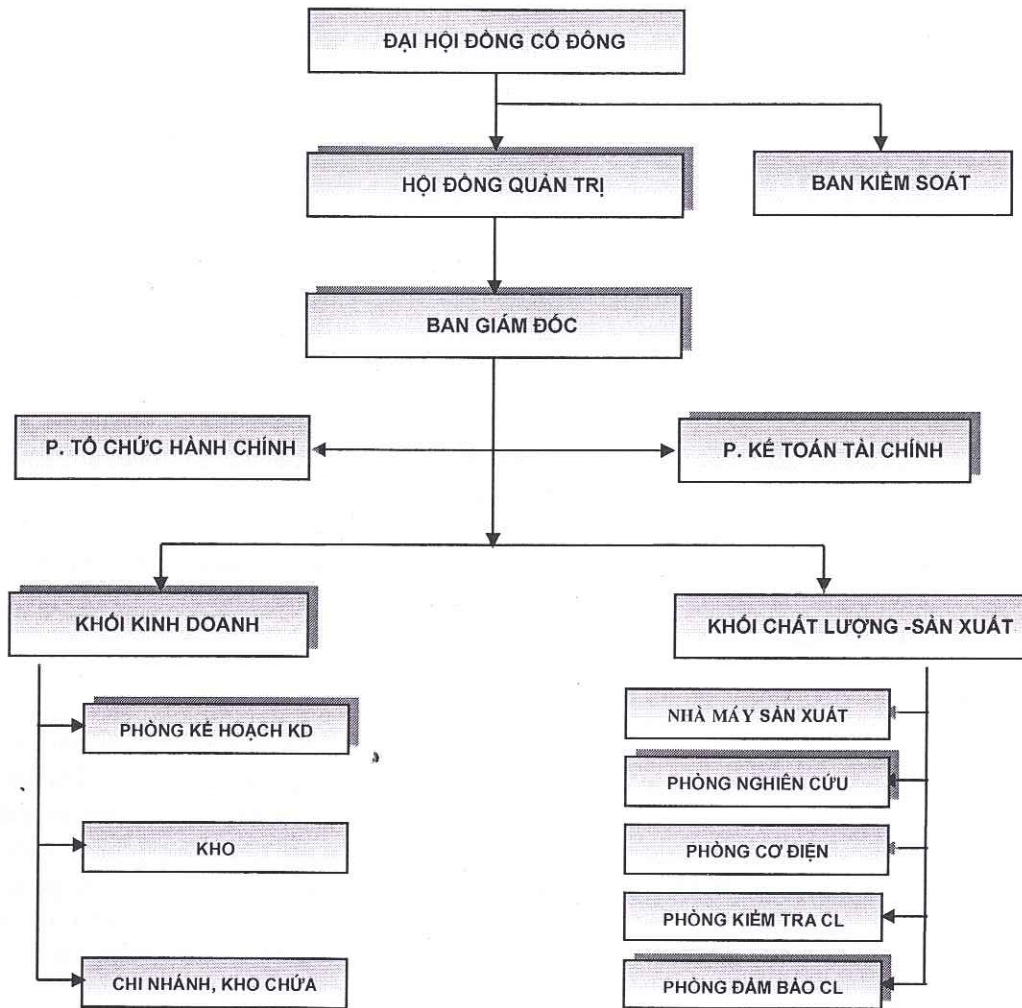 ĐẠI HỘI ĐỒNG CỔ ĐÔNG
HỘI ĐỒNG QUẢN TRỊ
BAN KIỂM SOÁT
BAN GIÁM ĐỐC
P. TỔ CHỨC HÀNH CHÍNH
P. KẾ TOÁN TÀI CHÍNH
KHỐI KINH DOANH
KHỐI CHẤT LƯỢNG -SẢN XUẤT
PHÒNG KẾ HOẠCH KD
KHO
CHI NHÁNH, KHO CHỨA
NHÀ MÁY SẢN XUẤT
PHÒNG NGHIÊN CỨU
PHÒNG CƠ ĐIỆN
PHÒNG KIỂM TRA CL
PHÒNG ĐẢM BẢO CL